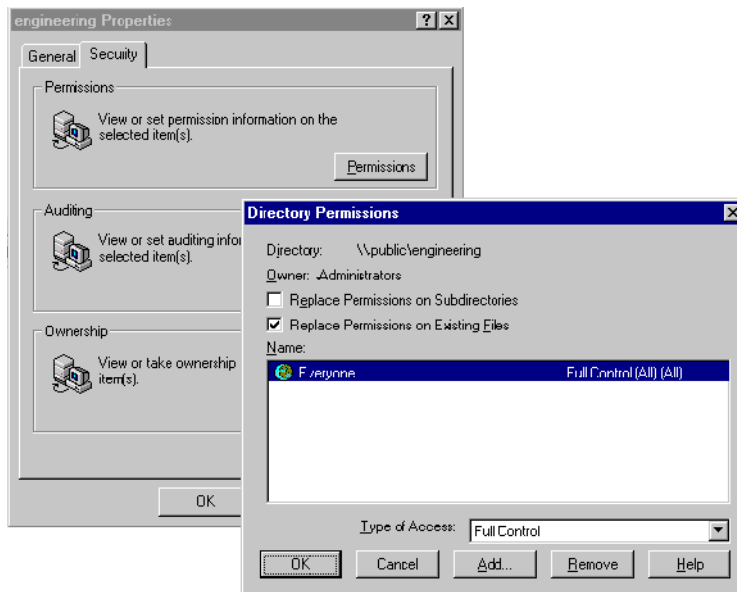 engineering Properties
General Security
Permissions
View or set permission information on the
selected item(s).
Permissions
Auditing
View or set auditing infor
selected item(s).
Ownership
View or take ownership
item(s).
OK
Directory Permissions
Directory: \\public\engineering
Owner: Administrators
Replace Permissions on Subdirectories
Replace Permissions on Existing Files
Name:
Everyone Full Control (All) (All)
Type of Access: Full Control
OK Cancel Add... Remove Help